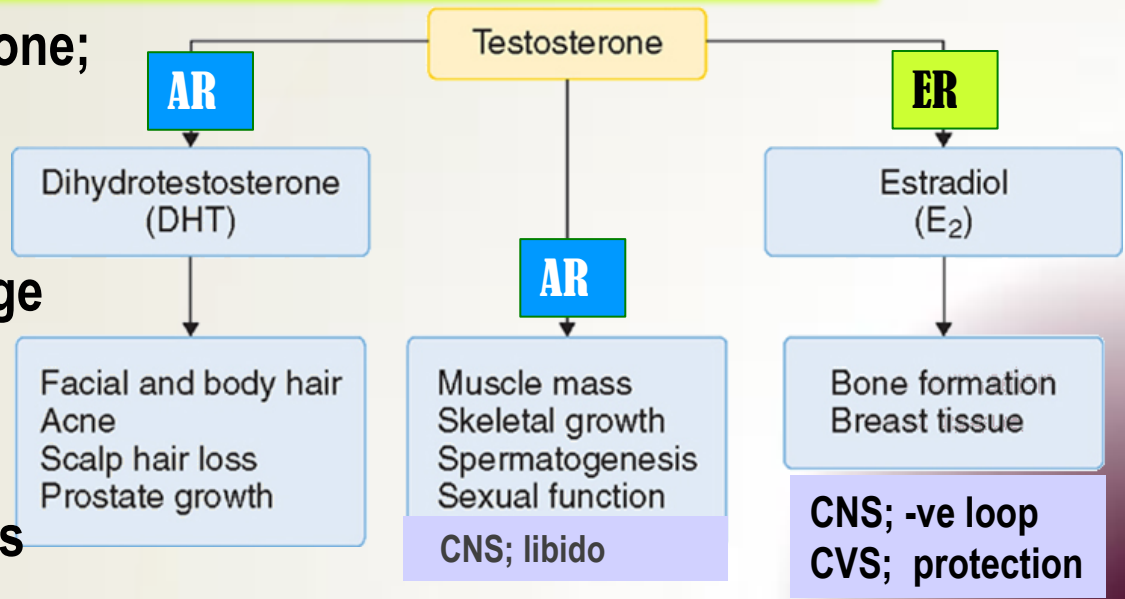 one;
Testosterone
AR
ER
Dihydrotestosterone
(DHT)
Estradiol
(E₂)
AR
ge
Facial and body hair
Acne
Scalp hair loss
Prostate growth
Muscle mass
Skeletal growth
Spermatogenesis
Sexual function
CNS; libido
Bone formation
Breast tissue
CNS; -ve loop
CVS; protection
s